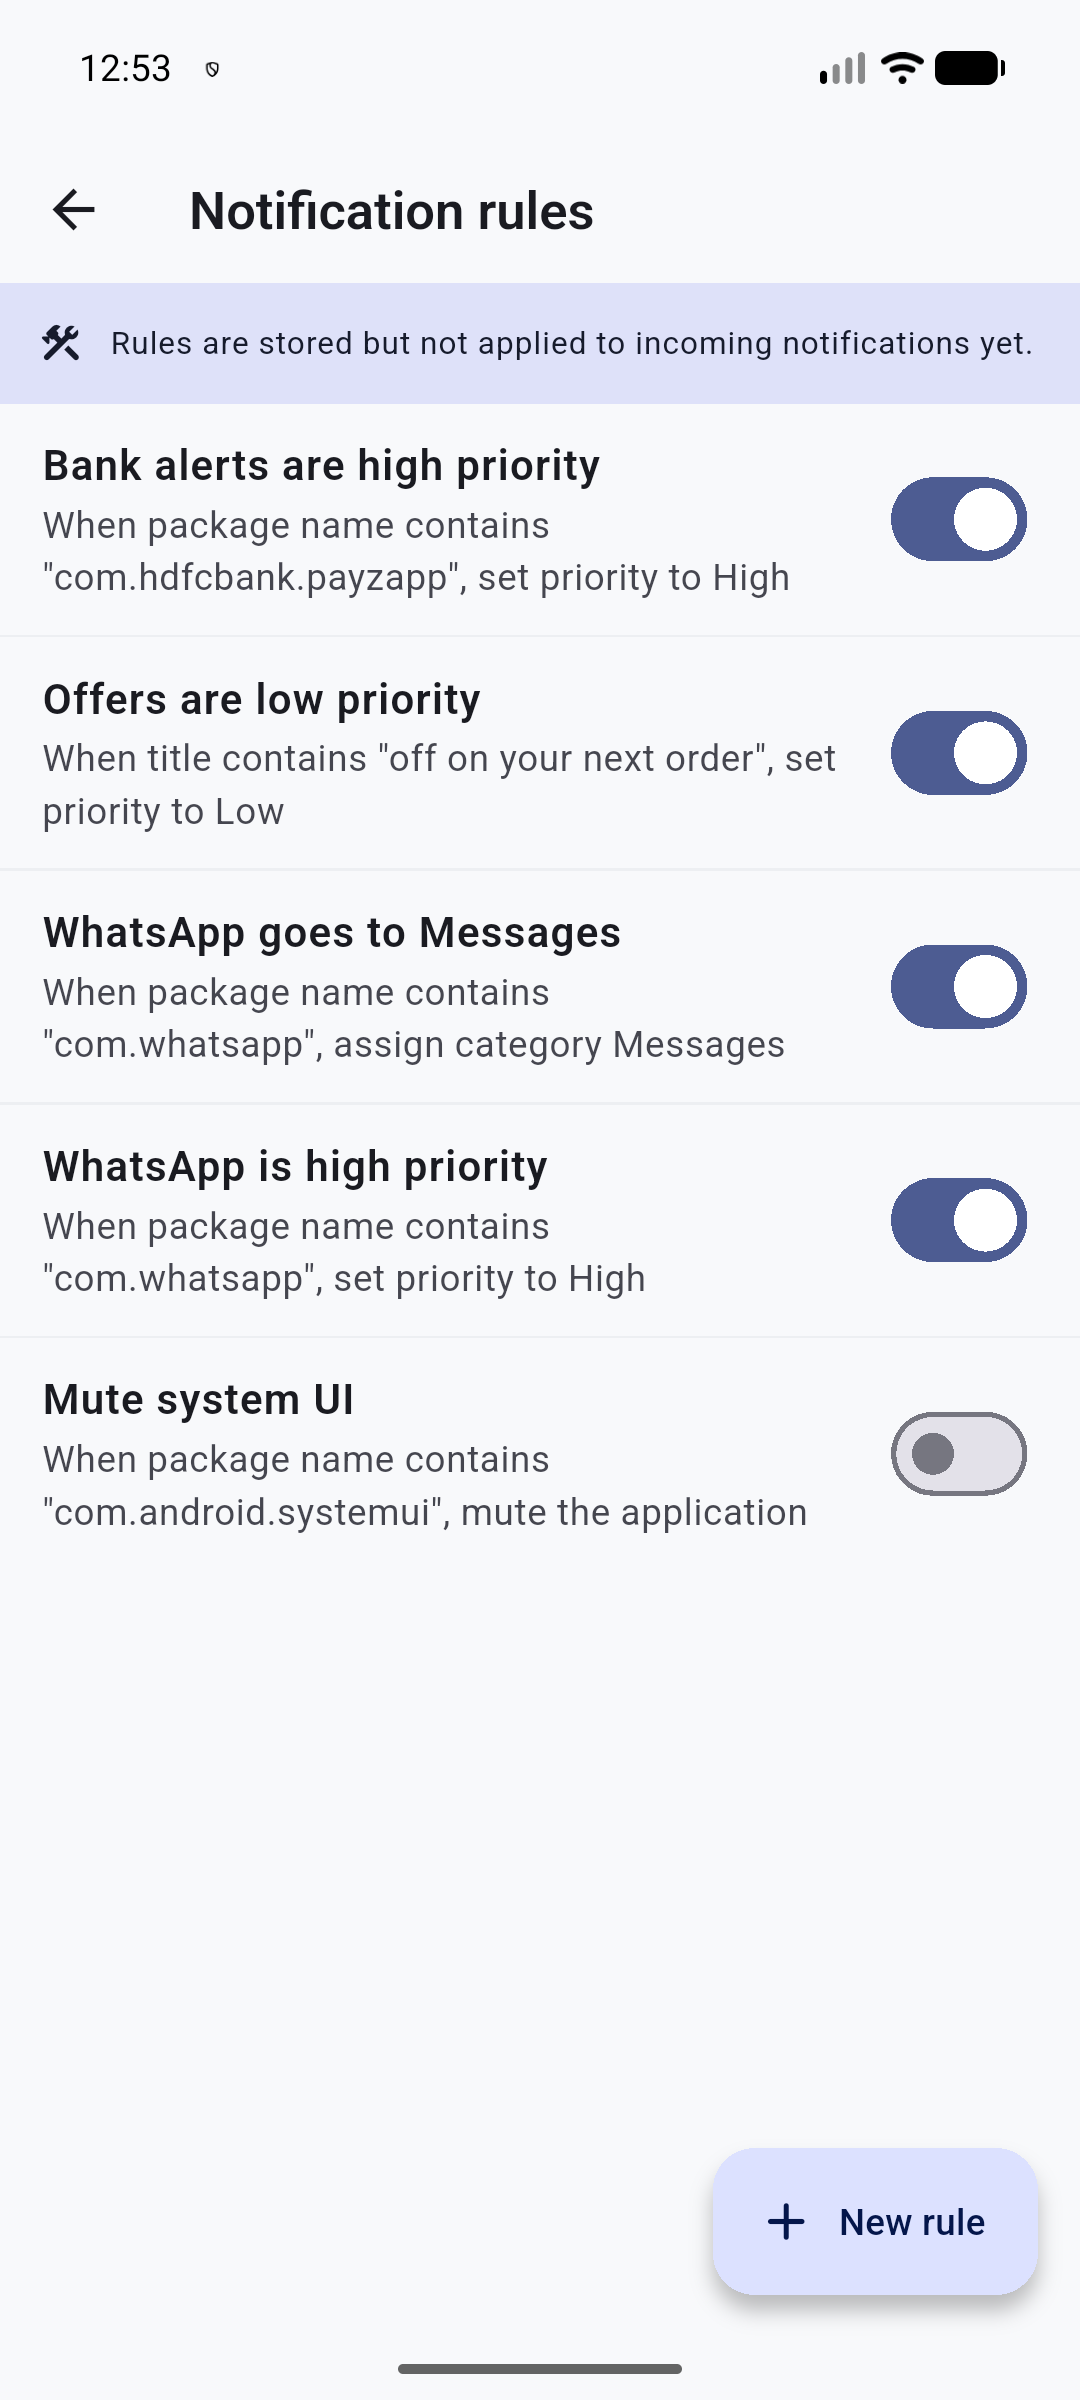 12:53
Notification rules
Rules are stored but not applied to incoming notifications yet.
Bank alerts are high priority
When package name contains
"com.hdfcbank.payzapp", set priority to High
Offers are low priority
When title contains "off on your next order", set
priority to Low
WhatsApp goes to Messages
When package name contains
"com.whatsapp", assign category Messages
WhatsApp is high priority
When package name contains
"com.whatsapp", set priority to High
Mute system UI
When package name contains
"com.android.systemui", mute the application
New rule